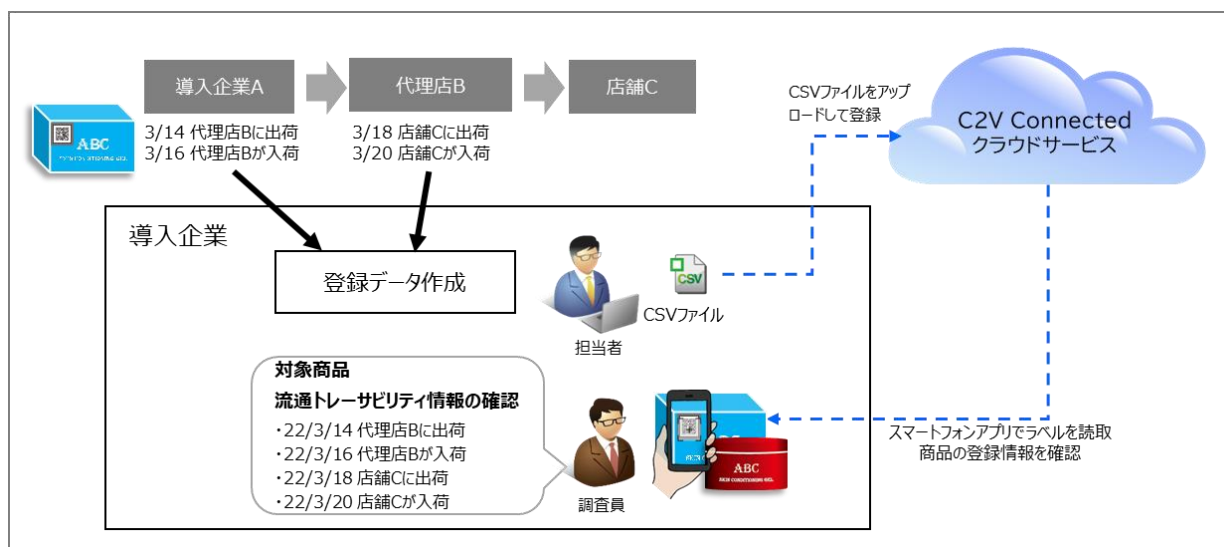 導入企業A
代理店B
店舗C
3/14 代理店Bに出荷
3/16 代理店Bが入荷
3/18 店舗Cに出荷
3/20 店舗Cが入荷
ABC
CSVファイルをアップ
ロードして登録
C2V Connected
クラウドサービス
導入企業
登録データ作成
CSV
CSVファイル
担当者
対象商品
流通トレーサビリティ情報の確認
・22/3/14 代理店Bに出荷
・22/3/16 代理店Bが入荷
・22/3/18 店舗Cに出荷
・22/3/20 店舗Cが入荷
調査員
ABC
SKIN CONDITIONING GEL
スマートフォンアプリでラベルを読取
商品の登録情報を確認